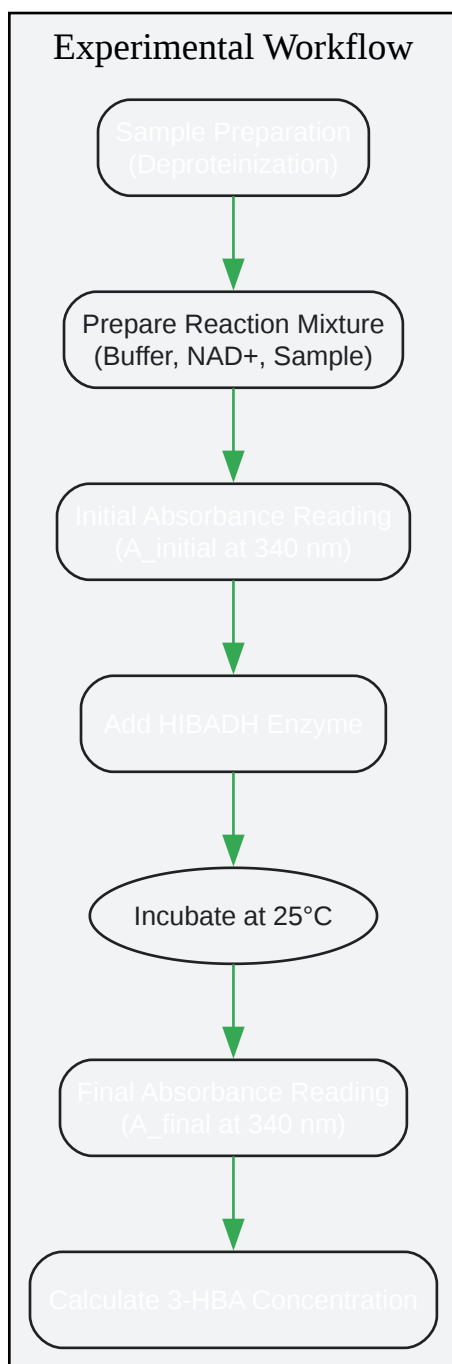 Experimental Workflow
Sample Preparation
(Deproteinization)
Prepare Reaction Mixture
(Buffer, NAD+, Sample)
Initial Absorbance Reading
(A_initial at 340 nm)
Add HIBADH Enzyme
Incubate at 25°C
Final Absorbance Reading
(A_final at 340 nm)
Calculate 3-HBA Concentration